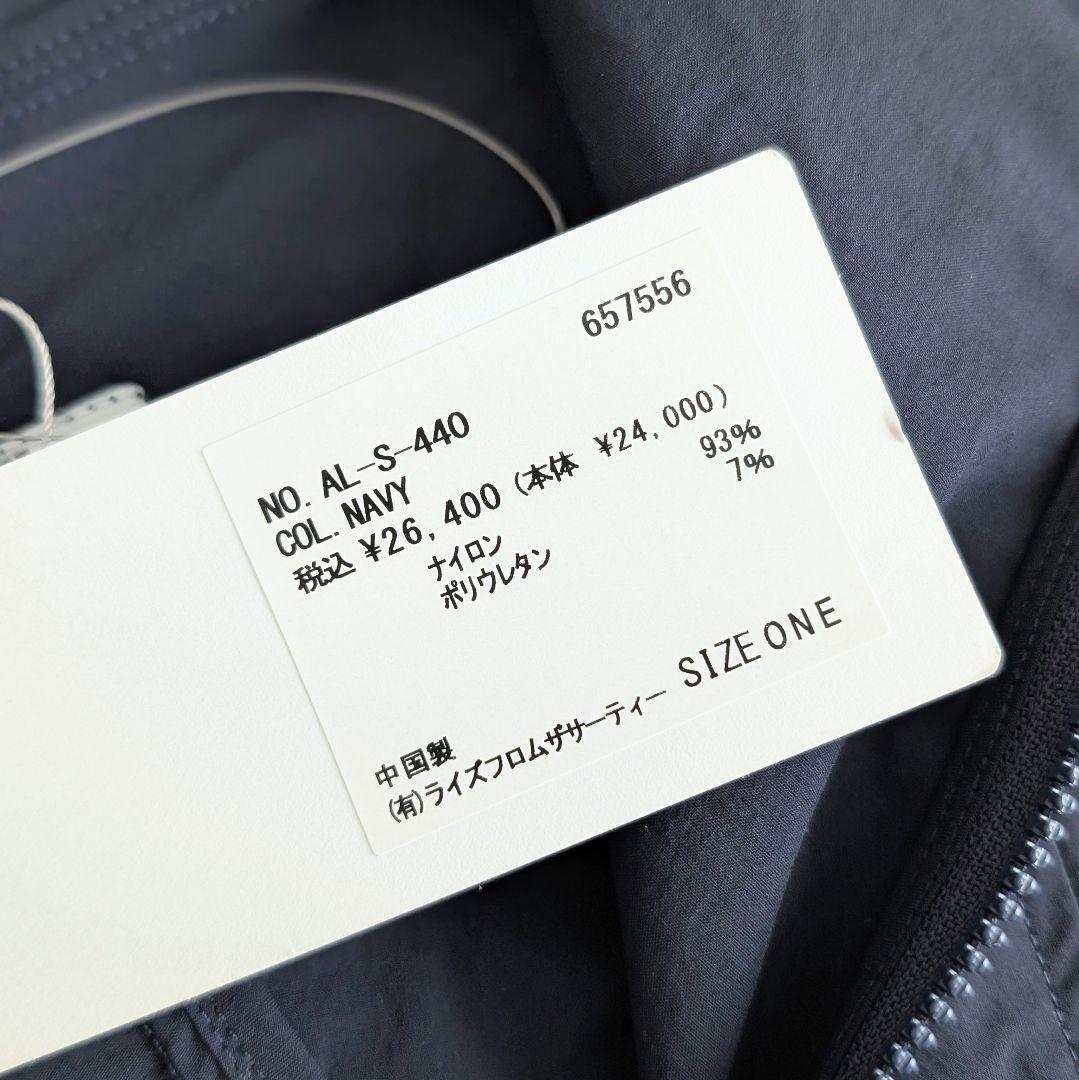 657556
NO. AL-S-440
COL. NAVY
税込 ¥26,400 (本体 ¥24,000)
ナイロン 93%
ポリウレタン 7%
SIZE ONE
中国製
(有)ライズフロムザサーティー